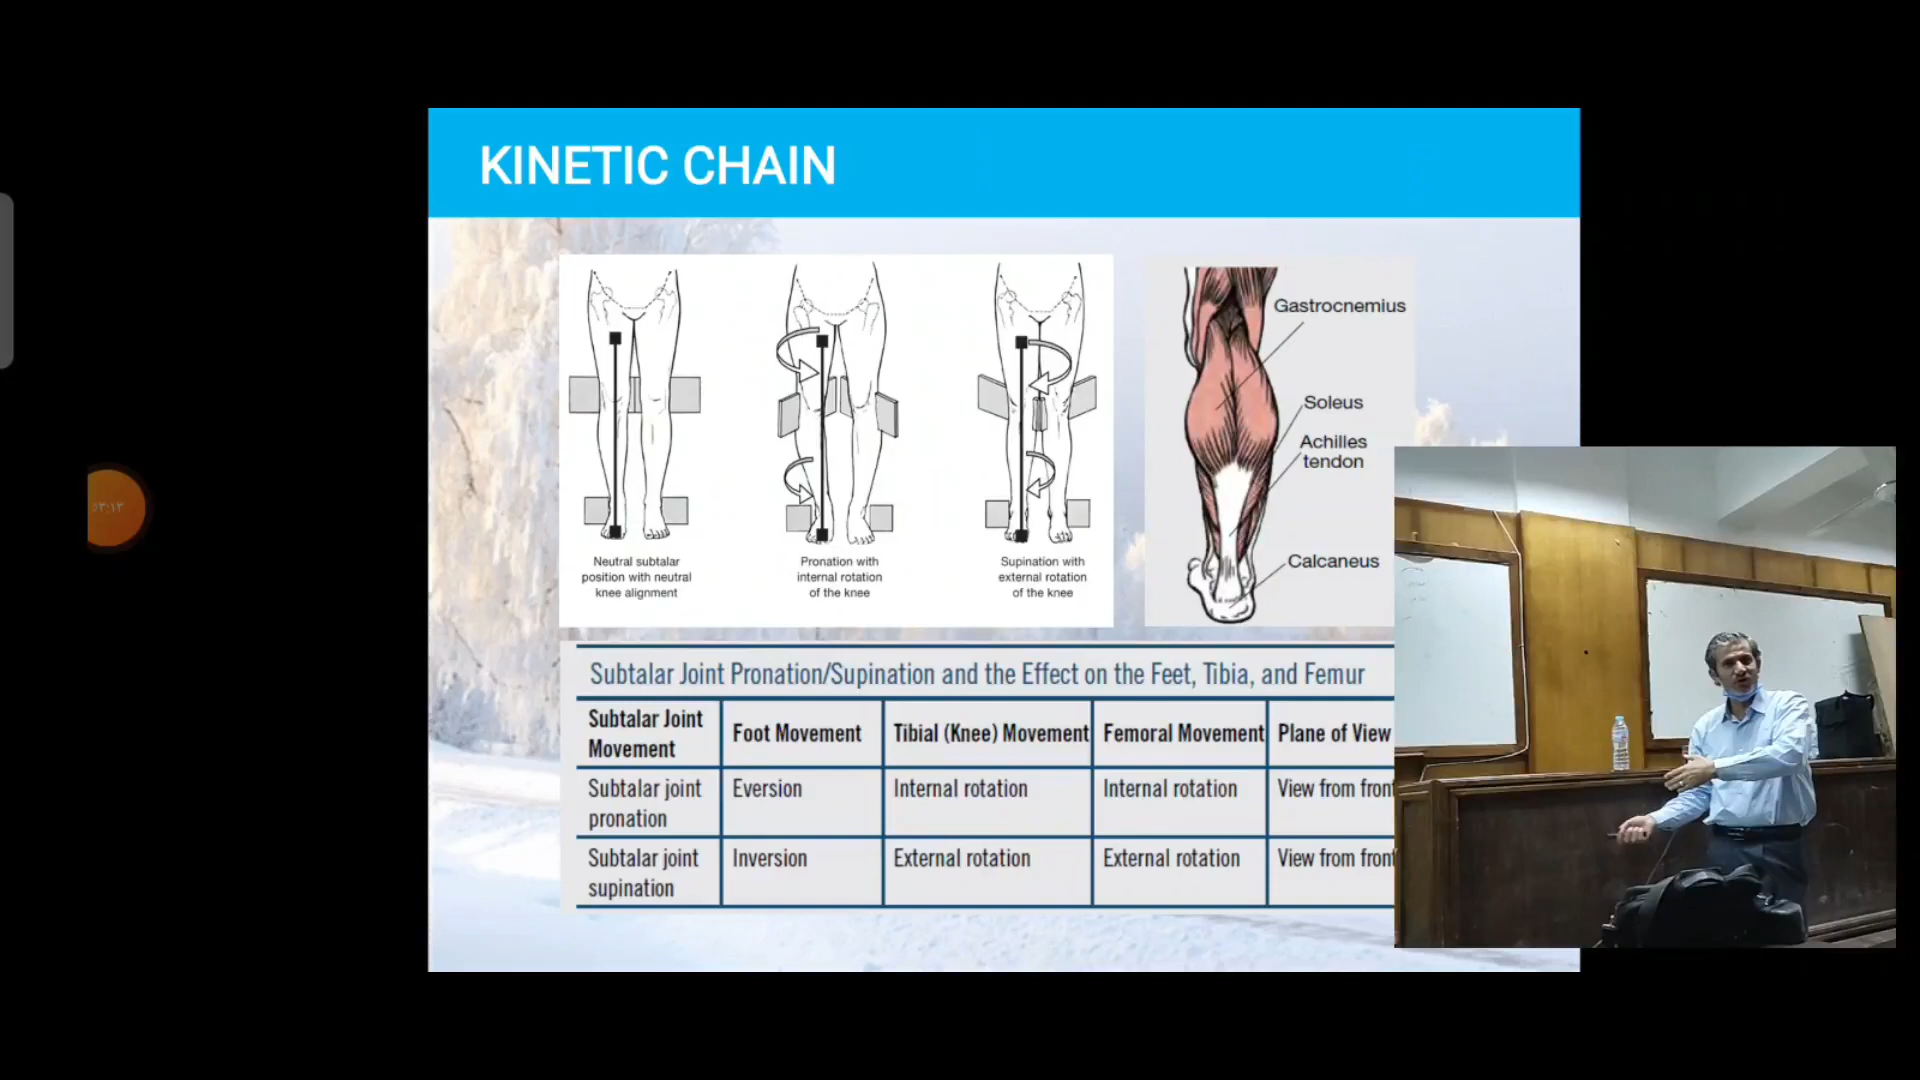 KINETIC CHAIN
Gastrocnemius
Soleus
Achilles
tendon
Calcaneus
Neutral subtalar
position with neutral
knee alignment
Pronation with
internal rotation
of the knee
Supination with
external rotation
of the knee
Subtalar Joint Pronation/Supination and the Effect on the Feet, Tibia, and Femur
Subtalar Joint
Movement
Foot Movement
Tibial (Knee) Movement
Femoral Movement
Plane of View
Subtalar joint
pronation
Eversion
Internal rotation
Internal rotation
View from front
Subtalar joint
supination
Inversion
External rotation
External rotation
View from front
٥٣:١٣